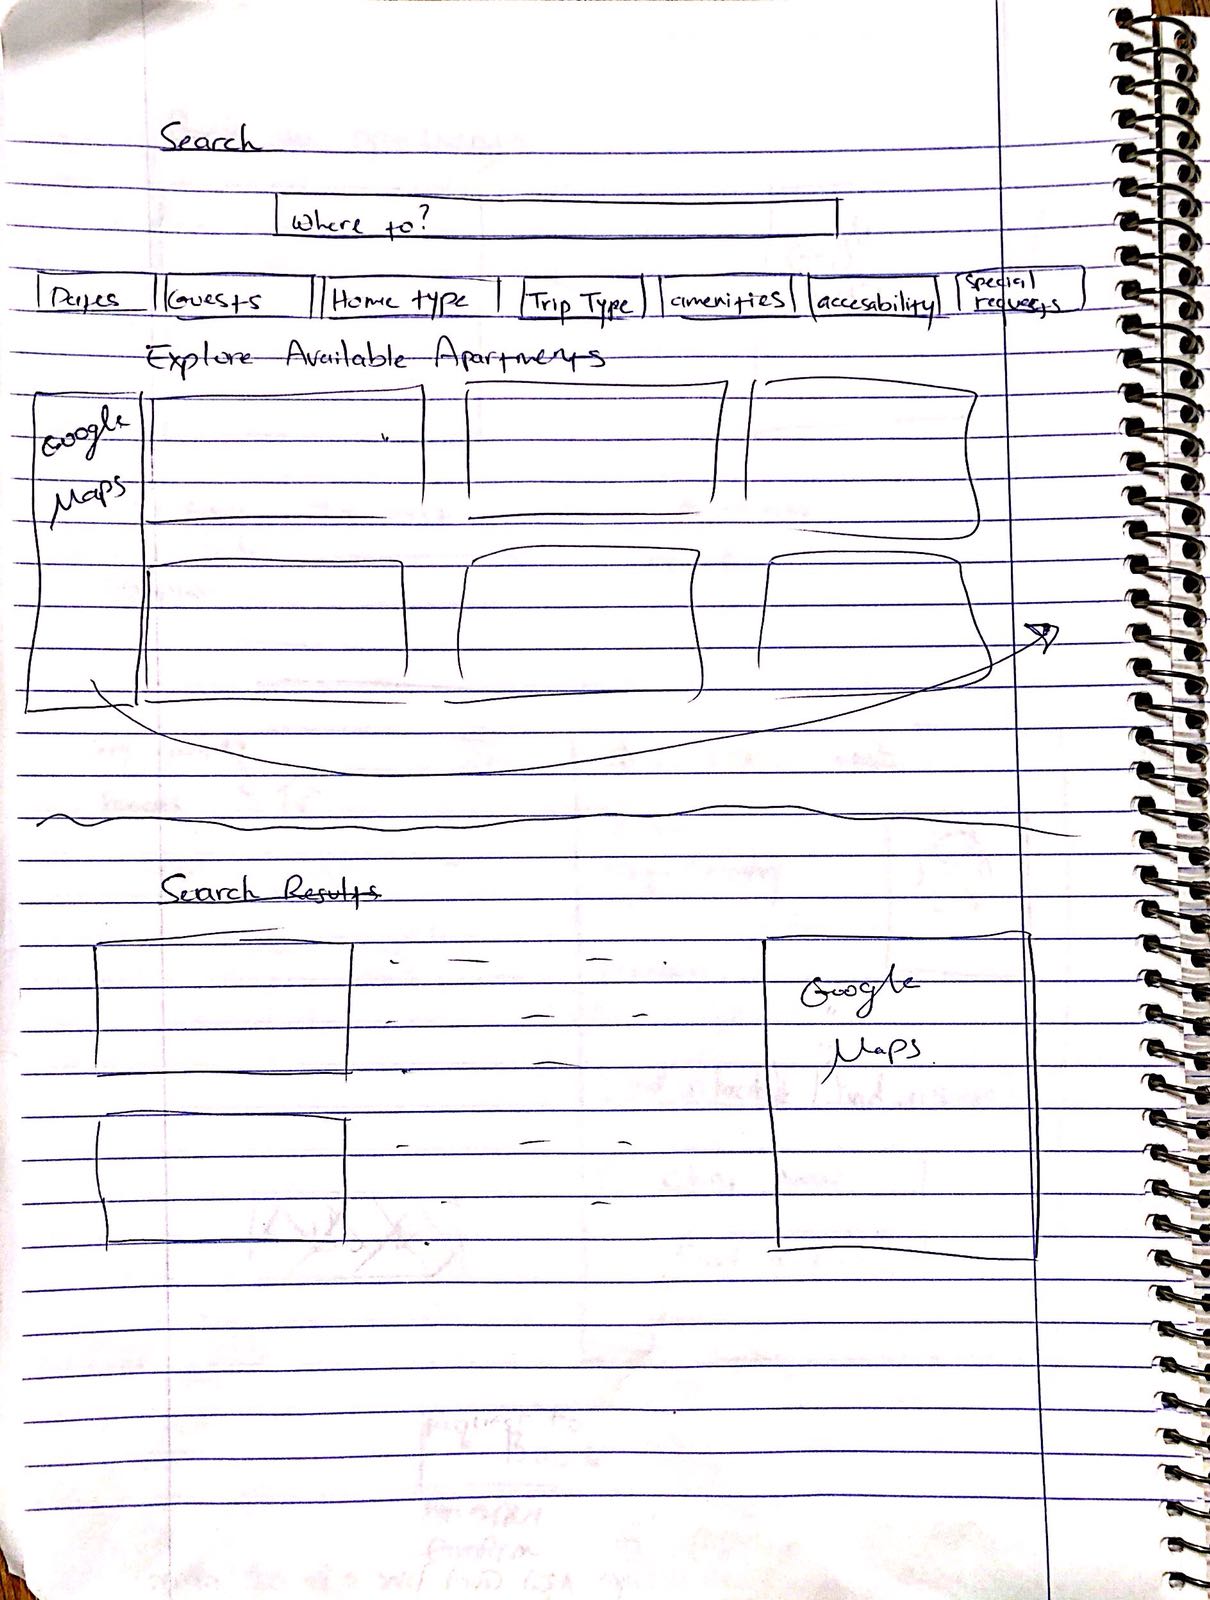 Search
Where to?
Dates Guests Home type Trip Type amenities accesability special requests
Explore Available Apartments
Google
Maps
Search Results
Google
Maps.